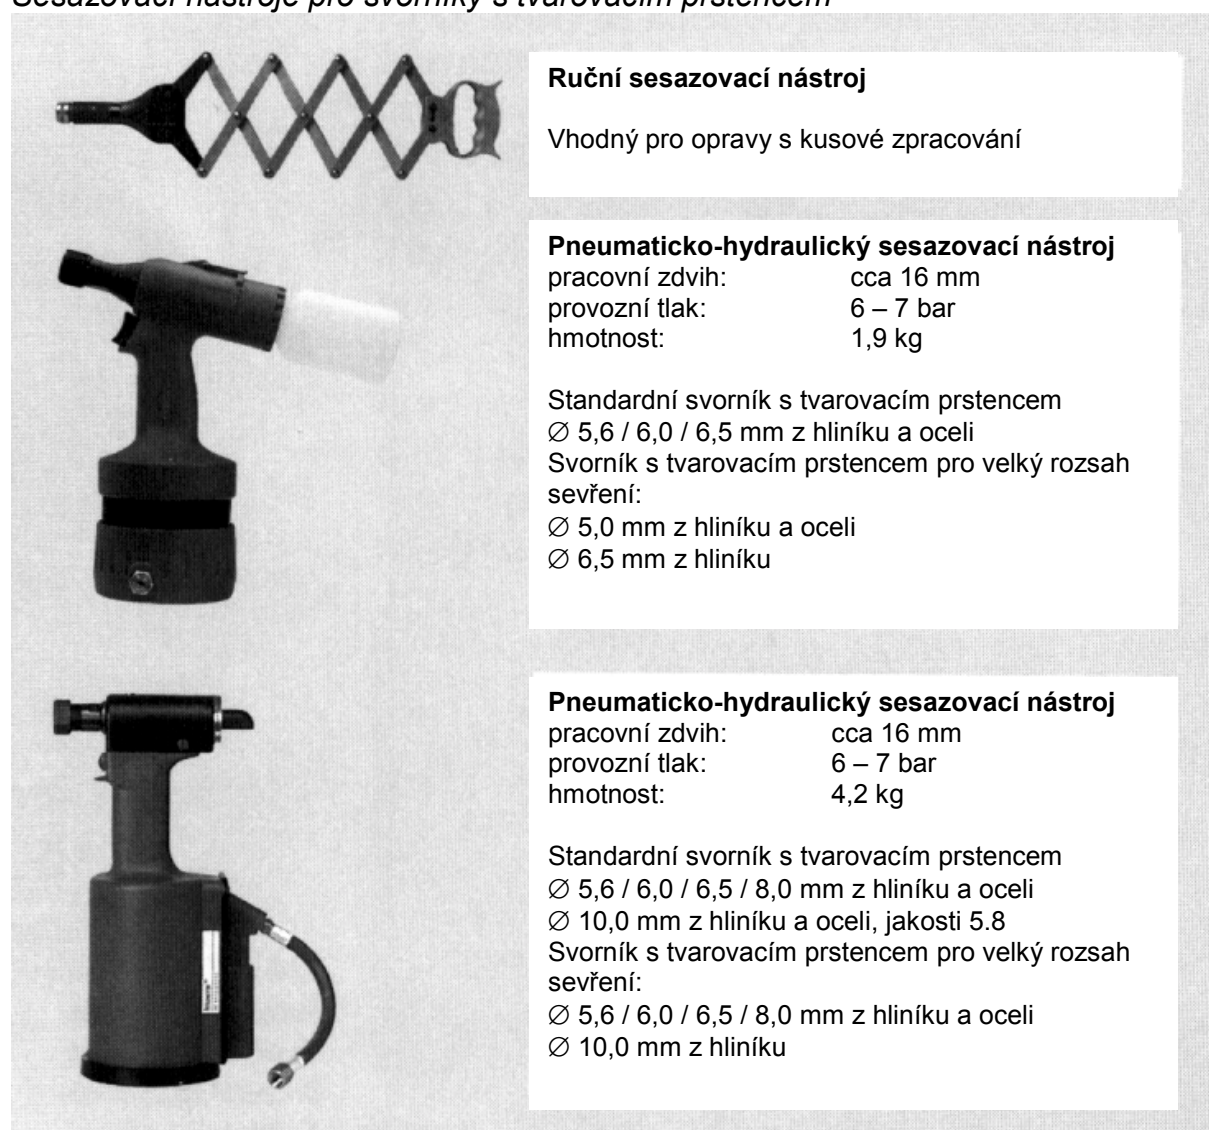 Sesazovací nástroje pro svorníky s tvarovacím prstencem
Ruční sesazovací nástroj
Vhodný pro opravy s kusové zpracování
Pneumaticko-hydraulický sesazovací nástroj
pracovní zdvih: cca 16 mm
provozní tlak: 6 – 7 bar
hmotnost: 1,9 kg
Standardní svorník s tvarovacím prstencem
∅ 5,6 / 6,0 / 6,5 mm z hliníku a oceli
Svorník s tvarovacím prstencem pro velký rozsah
sevření:
∅ 5,0 mm z hliníku a oceli
∅ 6,5 mm z hliníku
Pneumaticko-hydraulický sesazovací nástroj
pracovní zdvih: cca 16 mm
provozní tlak: 6 – 7 bar
hmotnost: 4,2 kg
Standardní svorník s tvarovacím prstencem
∅ 5,6 / 6,0 / 6,5 / 8,0 mm z hliníku a oceli
∅ 10,0 mm z hliníku a oceli, jakosti 5.8
Svorník s tvarovacím prstencem pro velký rozsah
sevření:
∅ 5,6 / 6,0 / 6,5 / 8,0 mm z hliníku a oceli
∅ 10,0 mm z hliníku